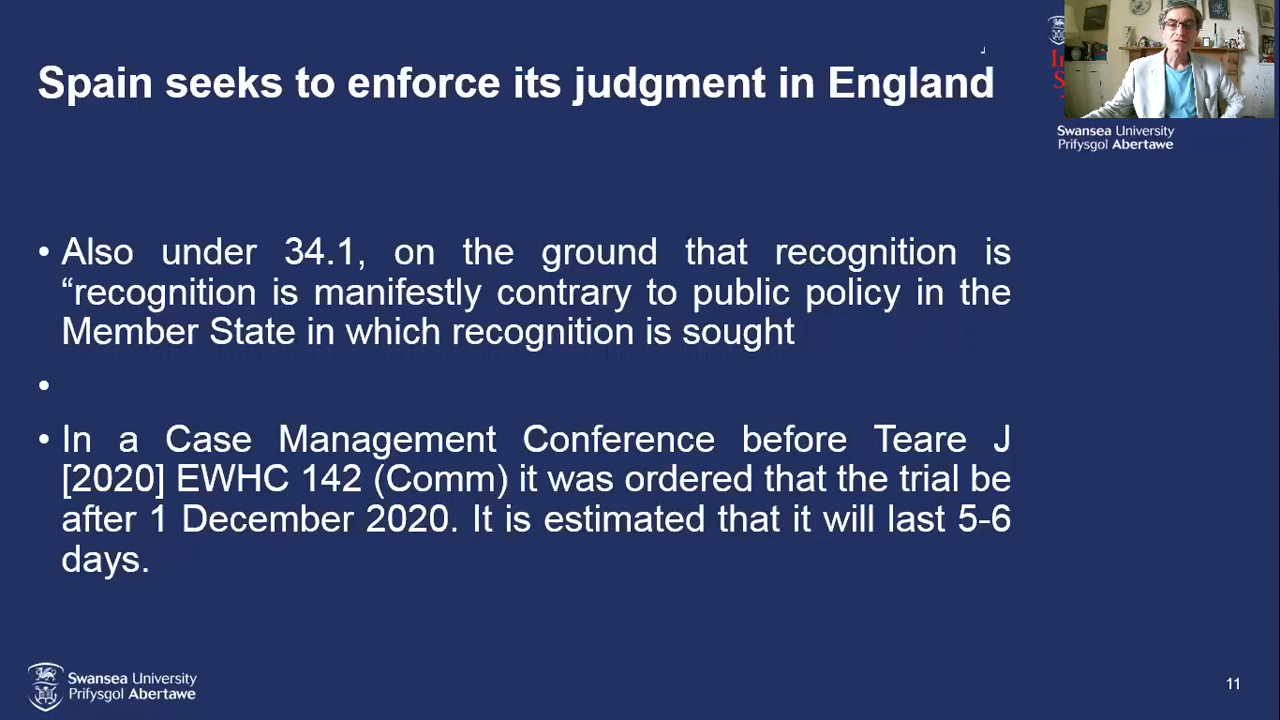 Spain seeks to enforce its judgment in England
Swansea University
Prifysgol Abertawe
• Also under 34.1, on the ground that recognition is
“recognition is manifestly contrary to public policy in the
Member State in which recognition is sought
•
• In a Case Management Conference before Teare J
[2020] EWHC 142 (Comm) it was ordered that the trial be
after 1 December 2020. It is estimated that it will last 5-6
days.
Swansea University
Prifysgol Abertawe
11